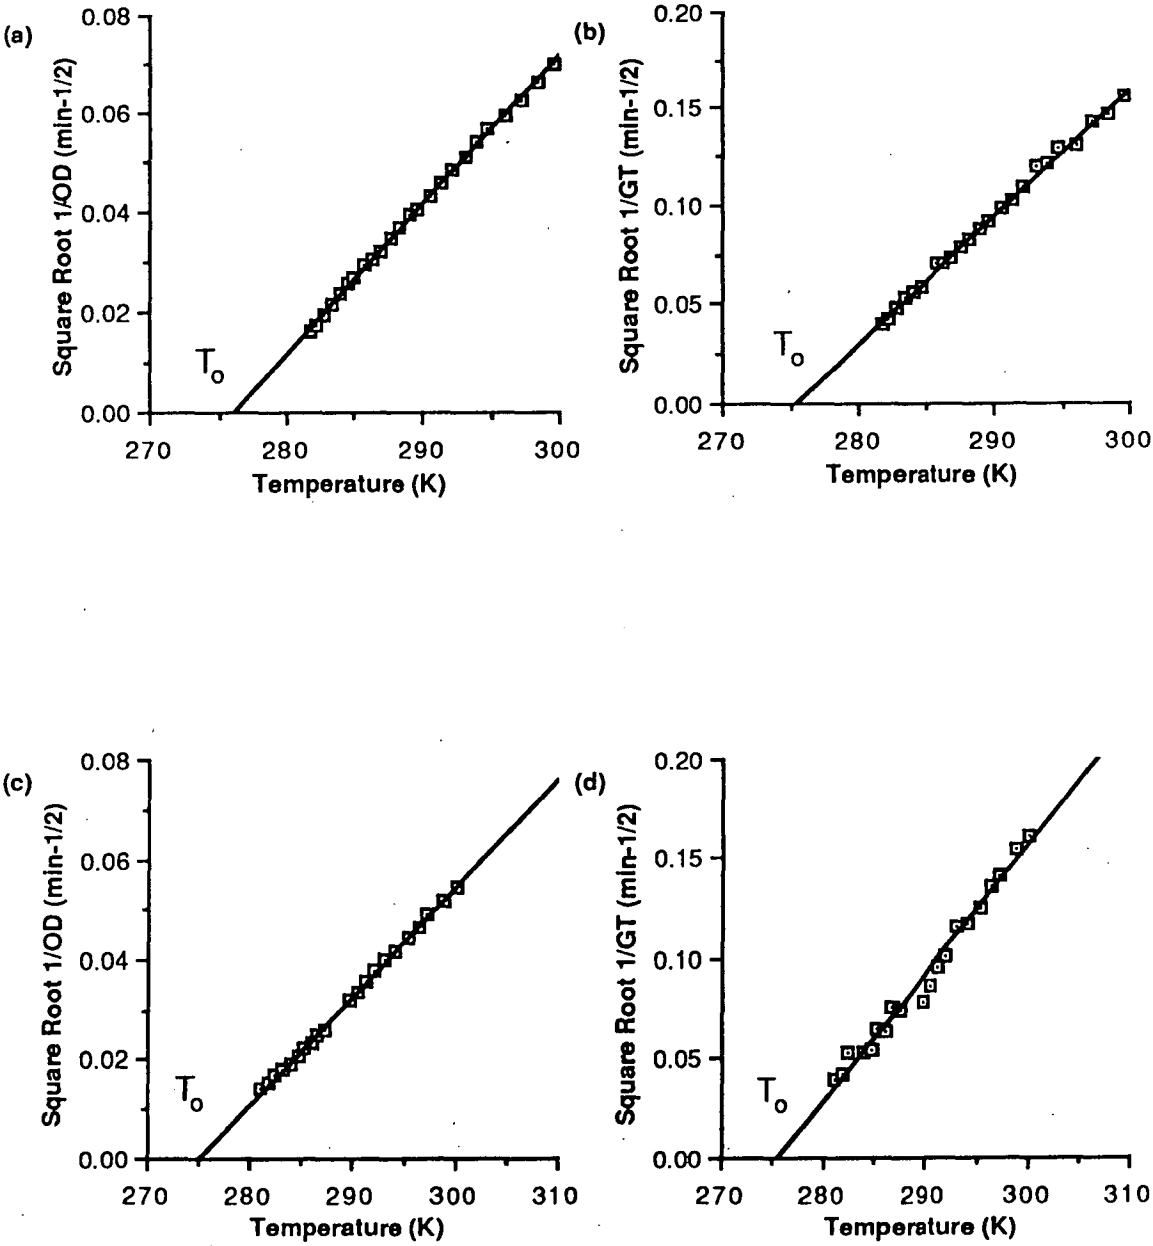 (a)
Square Root 1/OD (min-1/2)
0.08
0.06
0.04
0.02
0.00
To
270 280 290 300
Temperature (K)
(b)
Square Root 1/GT (min-1/2)
0.20
0.15
0.10
0.05
0.00
To
270 280 290 300
Temperature (K)
(c)
Square Root 1/OD (min-1/2)
0.08
0.06
0.04
0.02
0.00
To
270 280 290 300 310
Temperature (K)
(d)
Square Root 1/GT (min-1/2)
0.20
0.15
0.10
0.05
0.00
To
270 280 290 300 310
Temperature (K)